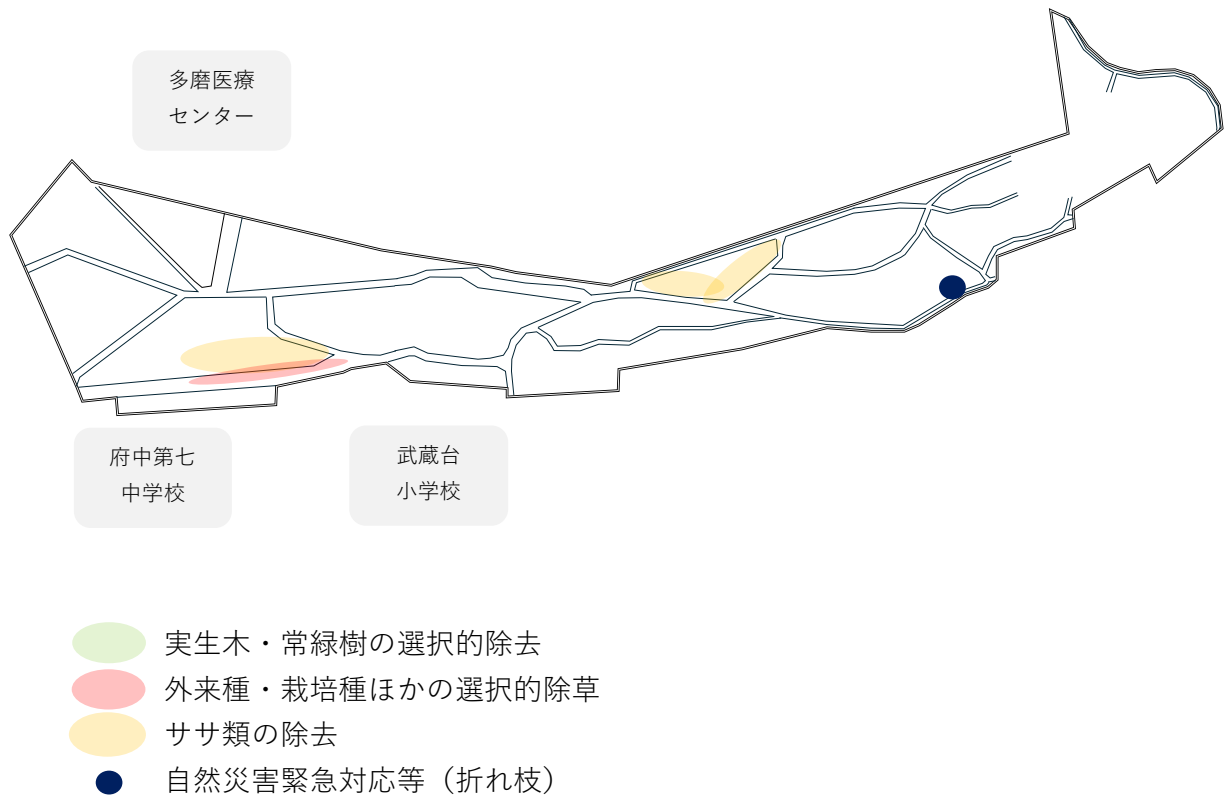 多磨医療
センター
府中第七
中学校
武蔵台
小学校
実生木・常緑樹の選択的除去
外来種・栽培種ほかの選択的除草
ササ類の除去
自然災害緊急対応等（折れ枝）